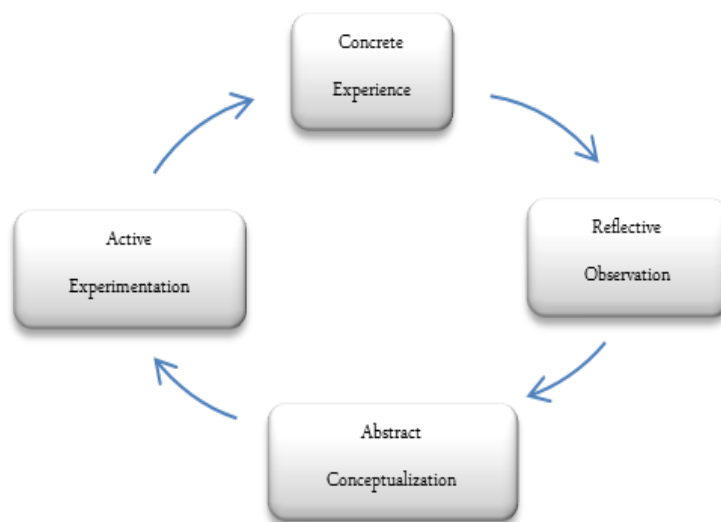 Concrete
Experience
Reflective
Observation
Abstract
Conceptualization
Active
Experimentation